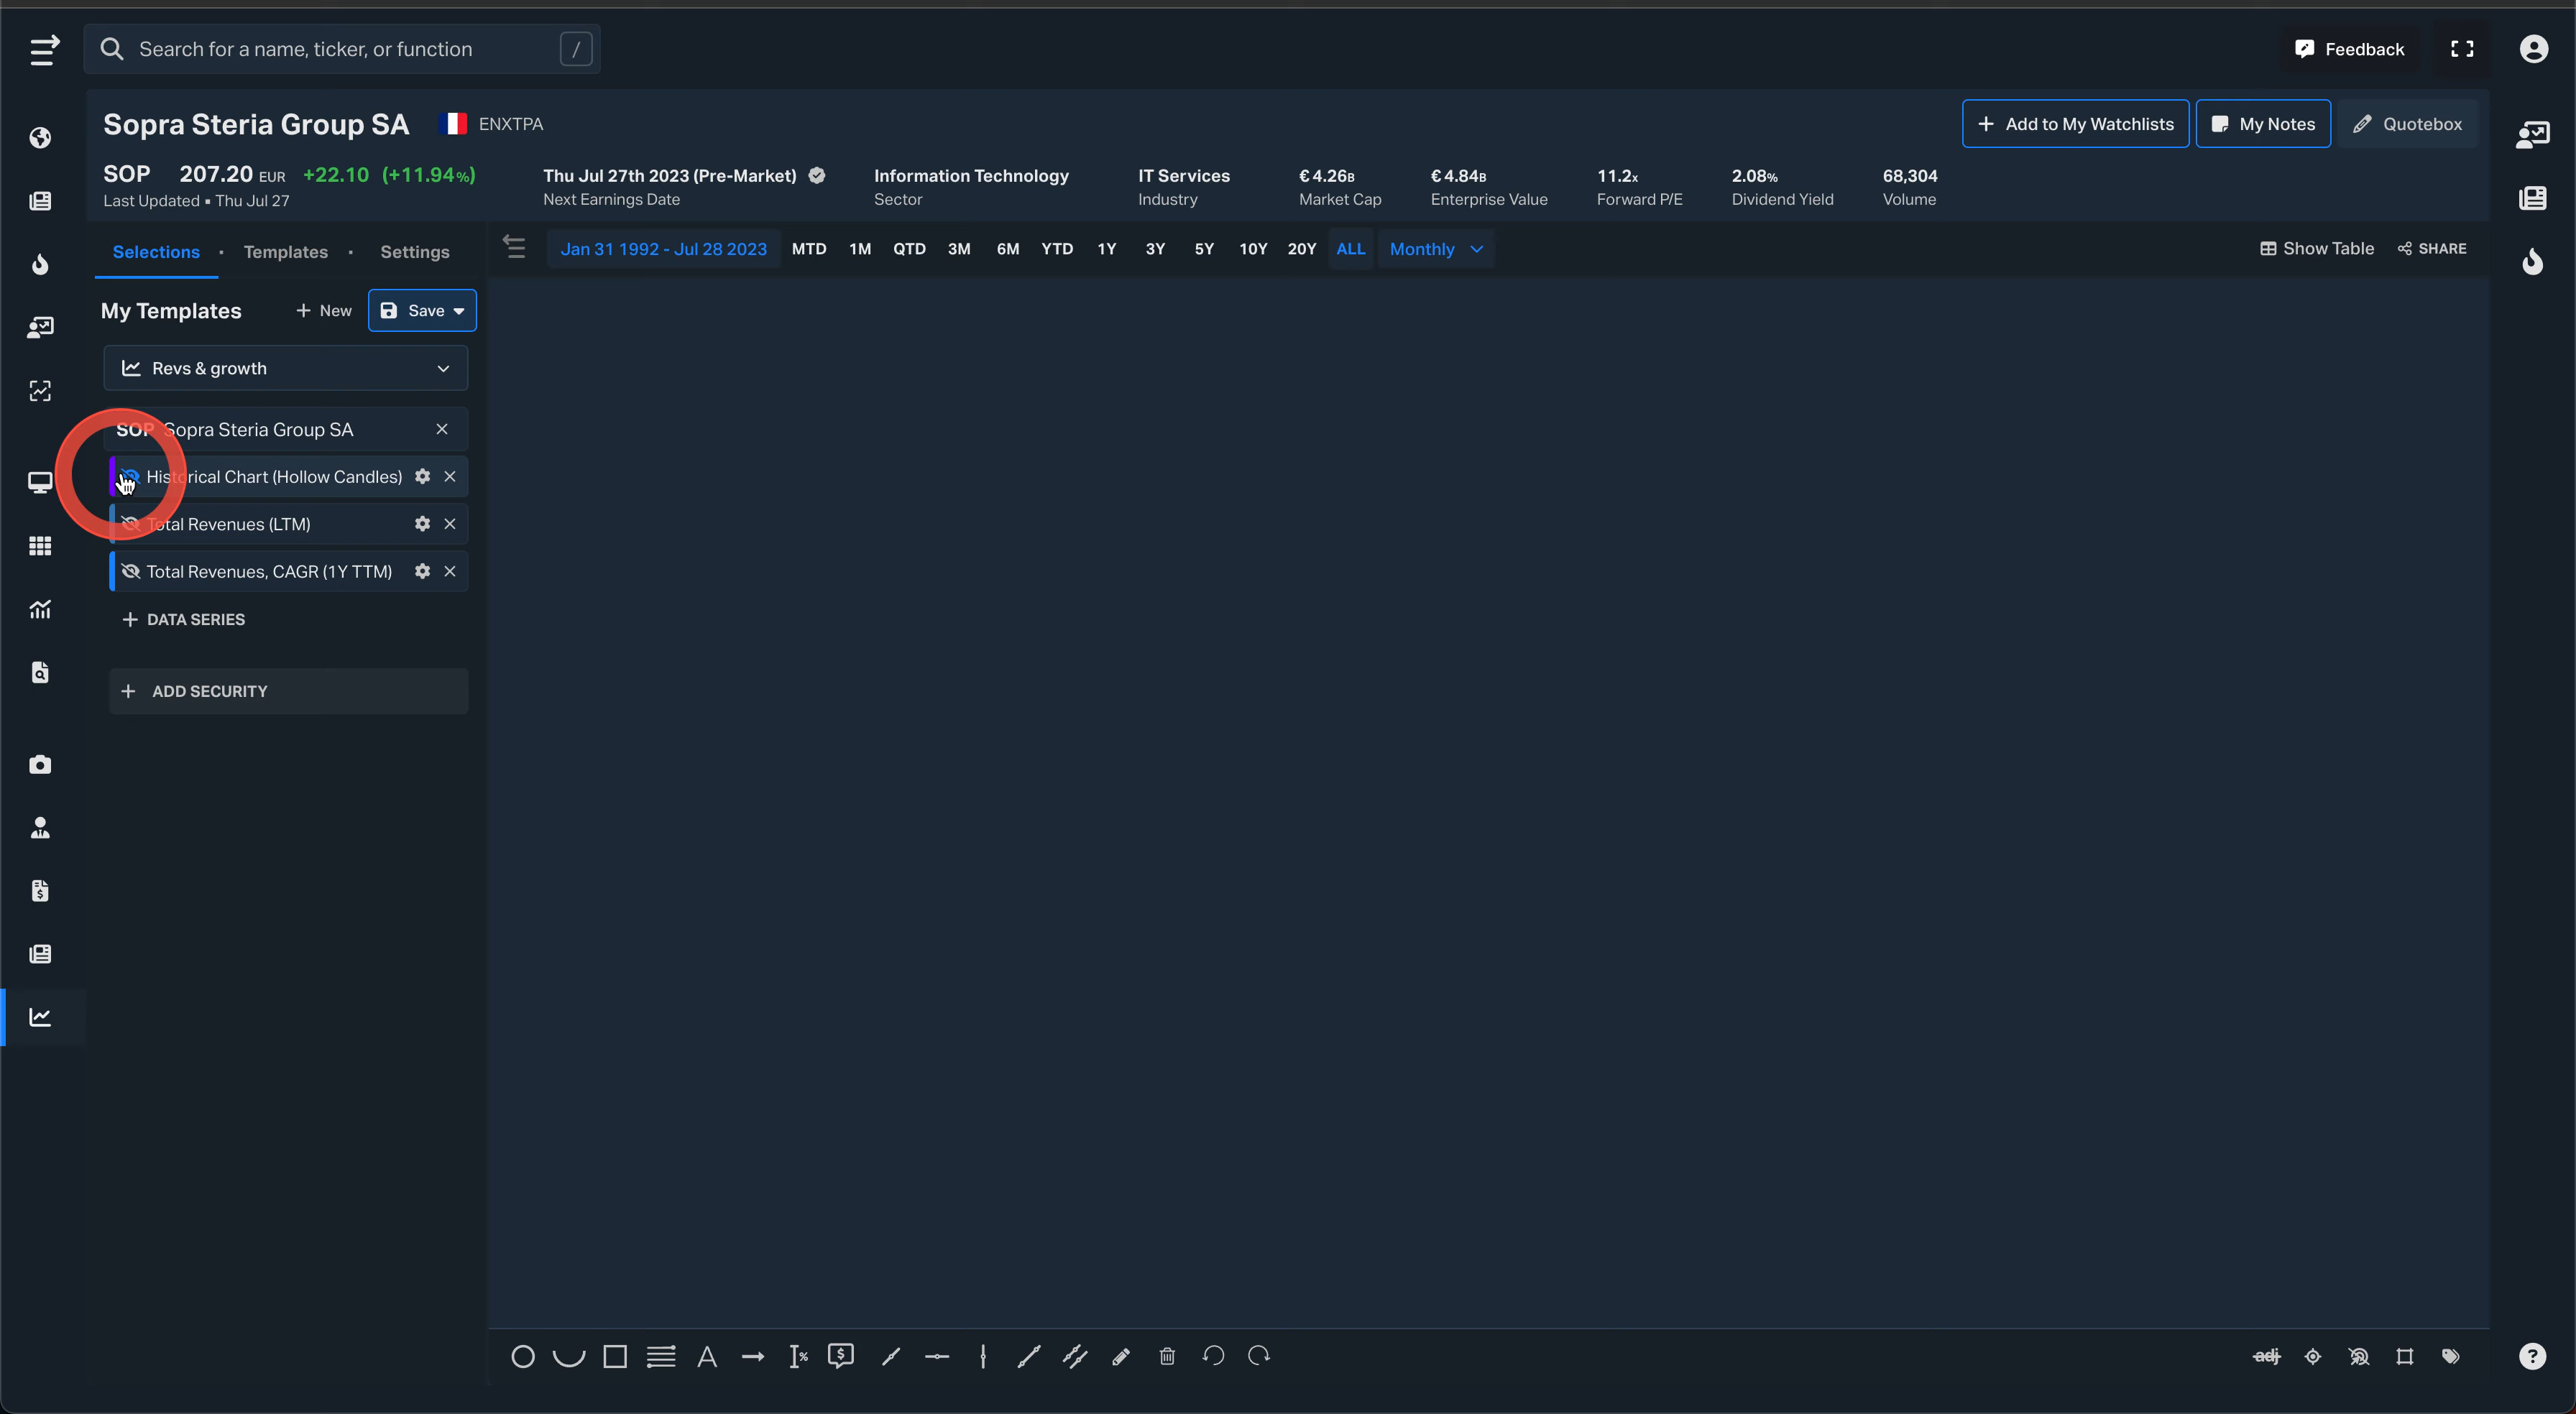 Search for a name, ticker, or function /
Feedback
Sopra Steria Group SA ENXTPA
+ Add to My Watchlists
My Notes
Quotebox
SOP 207.20 EUR +22.10 (+11.94%)
Last Updated ▪ Thu Jul 27
Thu Jul 27th 2023 (Pre-Market)
Next Earnings Date
Information Technology
Sector
IT Services
Industry
€4.26B
Market Cap
€4.84B
Enterprise Value
11.2x
Forward P/E
2.08%
Dividend Yield
68,304
Volume
Selections · Templates · Settings
Jan 31 1992 - Jul 28 2023 MTD 1M QTD 3M 6M YTD 1Y 3Y 5Y 10Y 20Y ALL Monthly
Show Table SHARE
My Templates + New Save
Revs & growth
SOP Sopra Steria Group SA
Historical Chart (Hollow Candles)
Total Revenues (LTM)
Total Revenues, CAGR (1Y TTM)
+ DATA SERIES
+ ADD SECURITY
A
%
$
adj
?